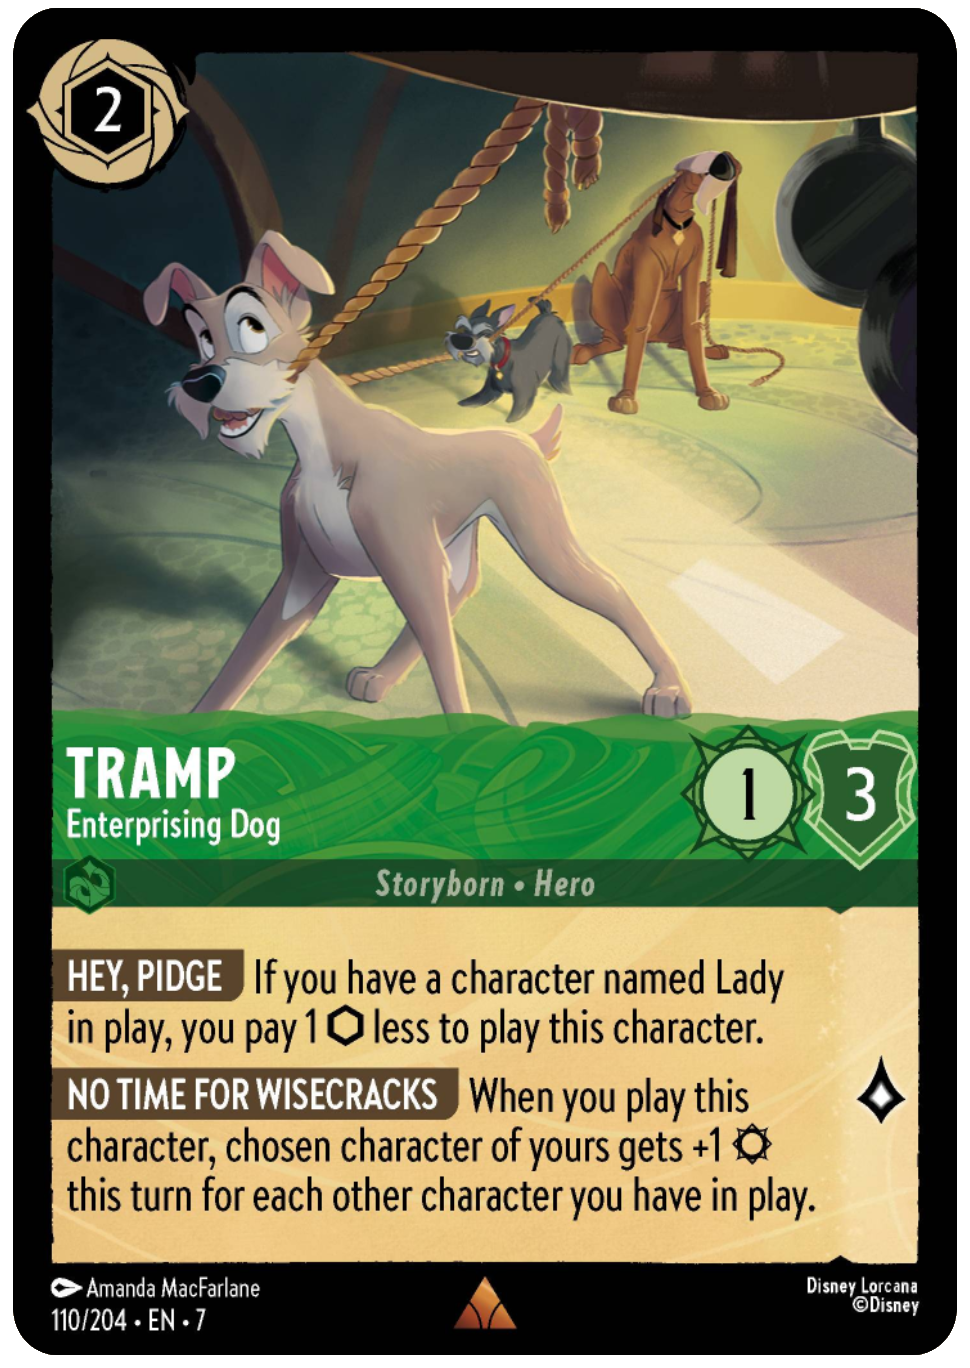 2
TRAMP
Enterprising Dog
1
3
Storyborn • Hero
HEY, PIDGE If you have a character named Lady
in play, you pay 1 ⬡ less to play this character.
NO TIME FOR WISECRACKS When you play this
character, chosen character of yours gets +1 ¤
this turn for each other character you have in play.
Amanda MacFarlane
110/204 • EN • 7
Disney Lorcana
©Disney